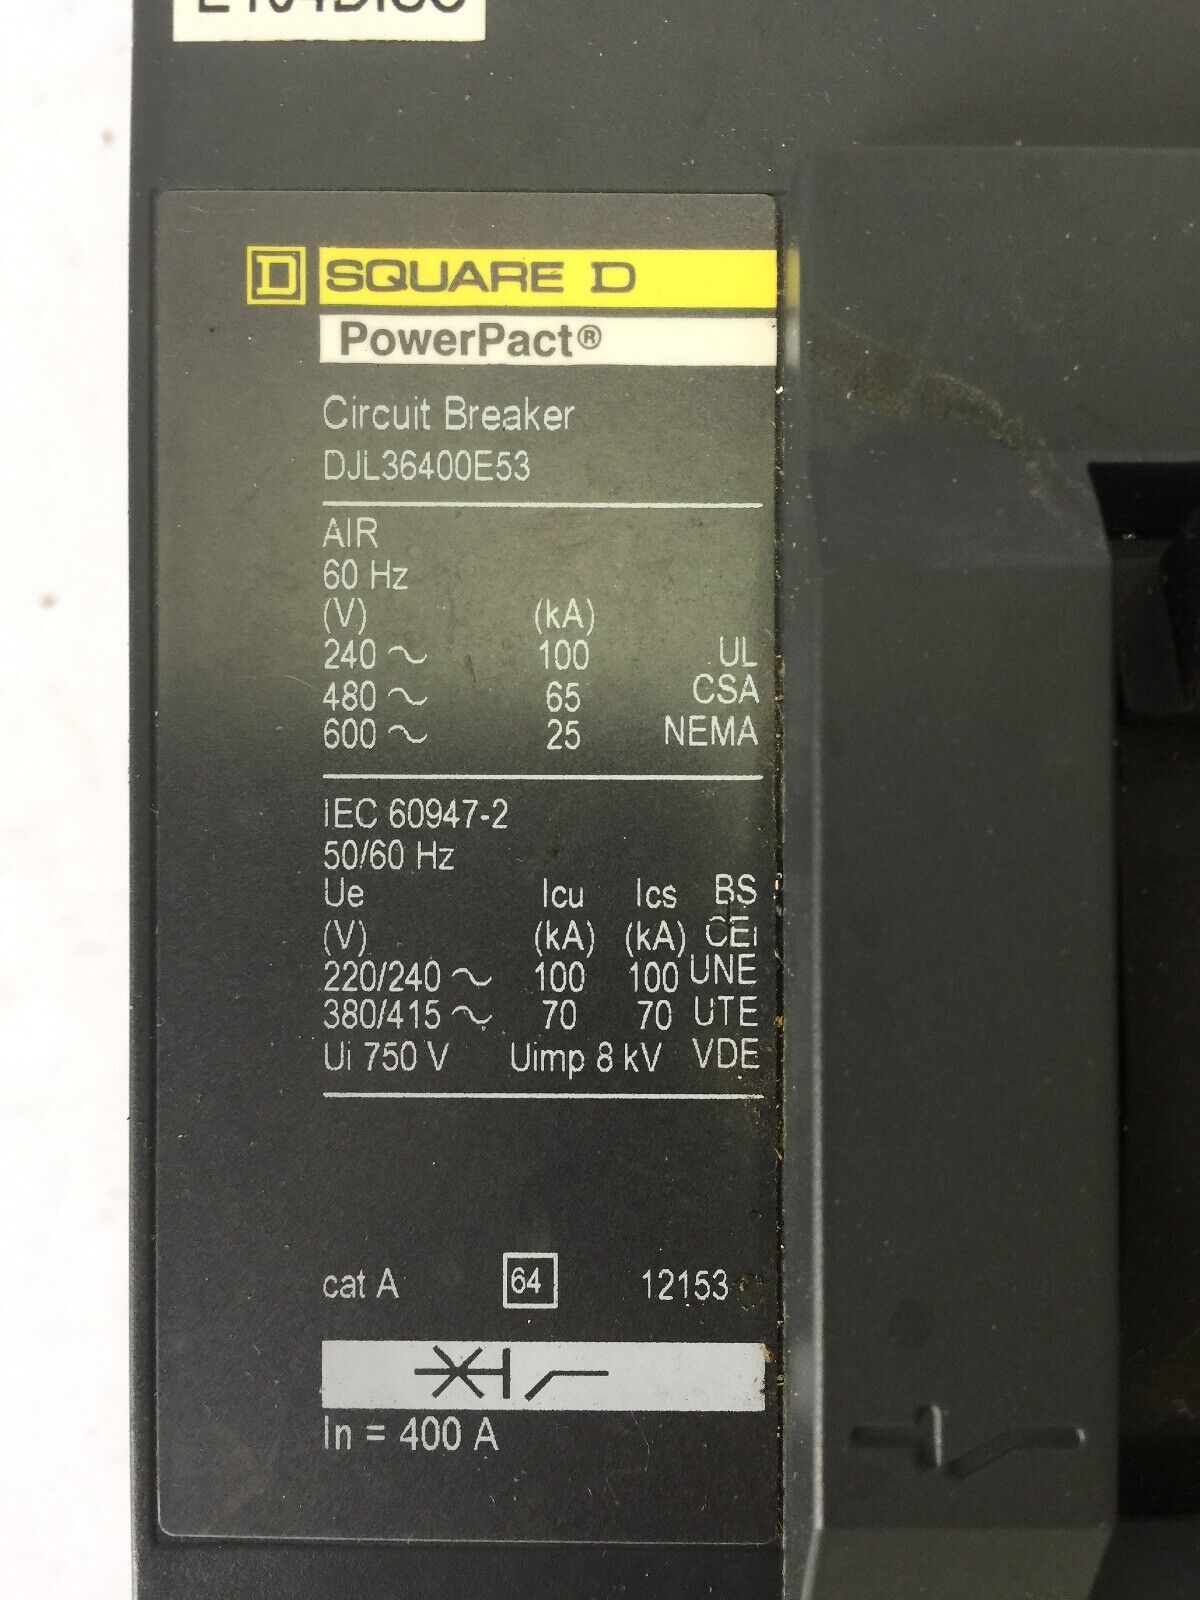 D SQUARE D
PowerPact®
Circuit Breaker
DJL36400E53
AIR
60 Hz
(V) (kA)
240 ~ 100 UL
480 ~ 65 CSA
600 ~ 25 NEMA
IEC 60947-2
50/60 Hz
Ue Icu Ics BS
(V) (kA) (kA) CEI
220/240 ~ 100 100 UNE
380/415 ~ 70 70 UTE
Ui 750 V Uimp 8 kV VDE
cat A 64 12153
In = 400 A